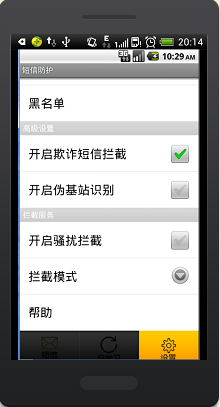 20:14
10:29 AM
短信防护
黑名单
高级设置
开启欺诈短信拦截
开启伪基站识别
拦截服务
开启骚扰拦截
拦截模式
帮助
设置